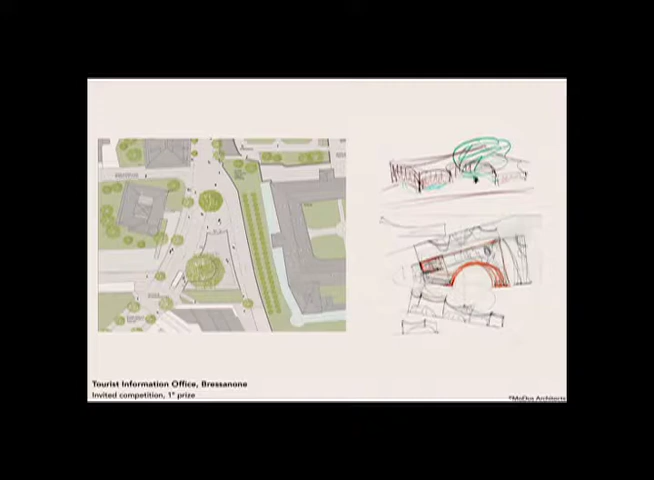 Tourist Information Office, Bressanone
Invited competition, 1° prize
©MoDus Architects